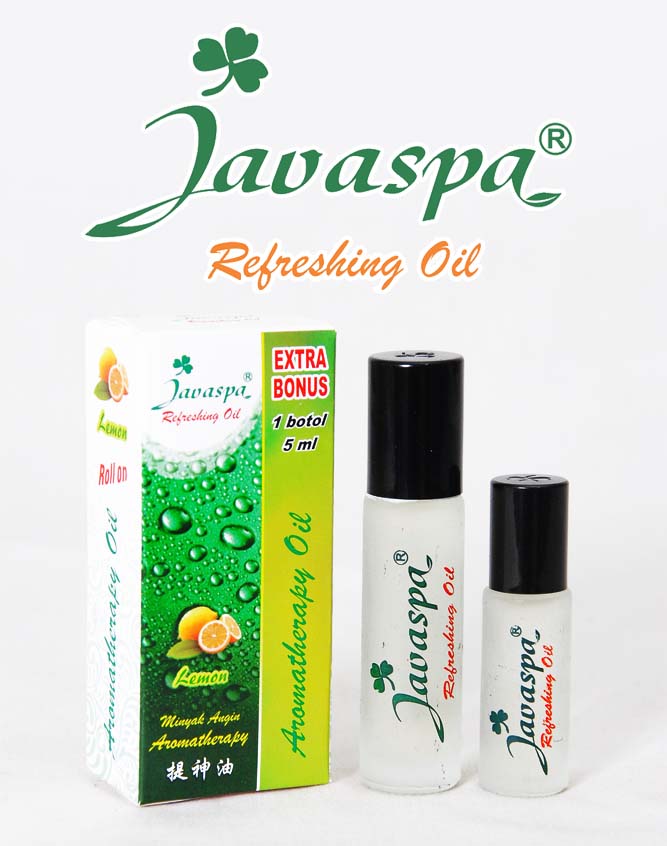 Javaspa®
Refreshing Oil
Lemon
Roll on
Aromatherapy Oil
Javaspa®
Refreshing Oil
Lemon
Minyak Angin
Aromatherapy
提神油
EXTRA
BONUS
1 botol
5 ml
Aromatherapy Oil
Javaspa®
Refreshing Oil
Javaspa®
Refreshing Oil